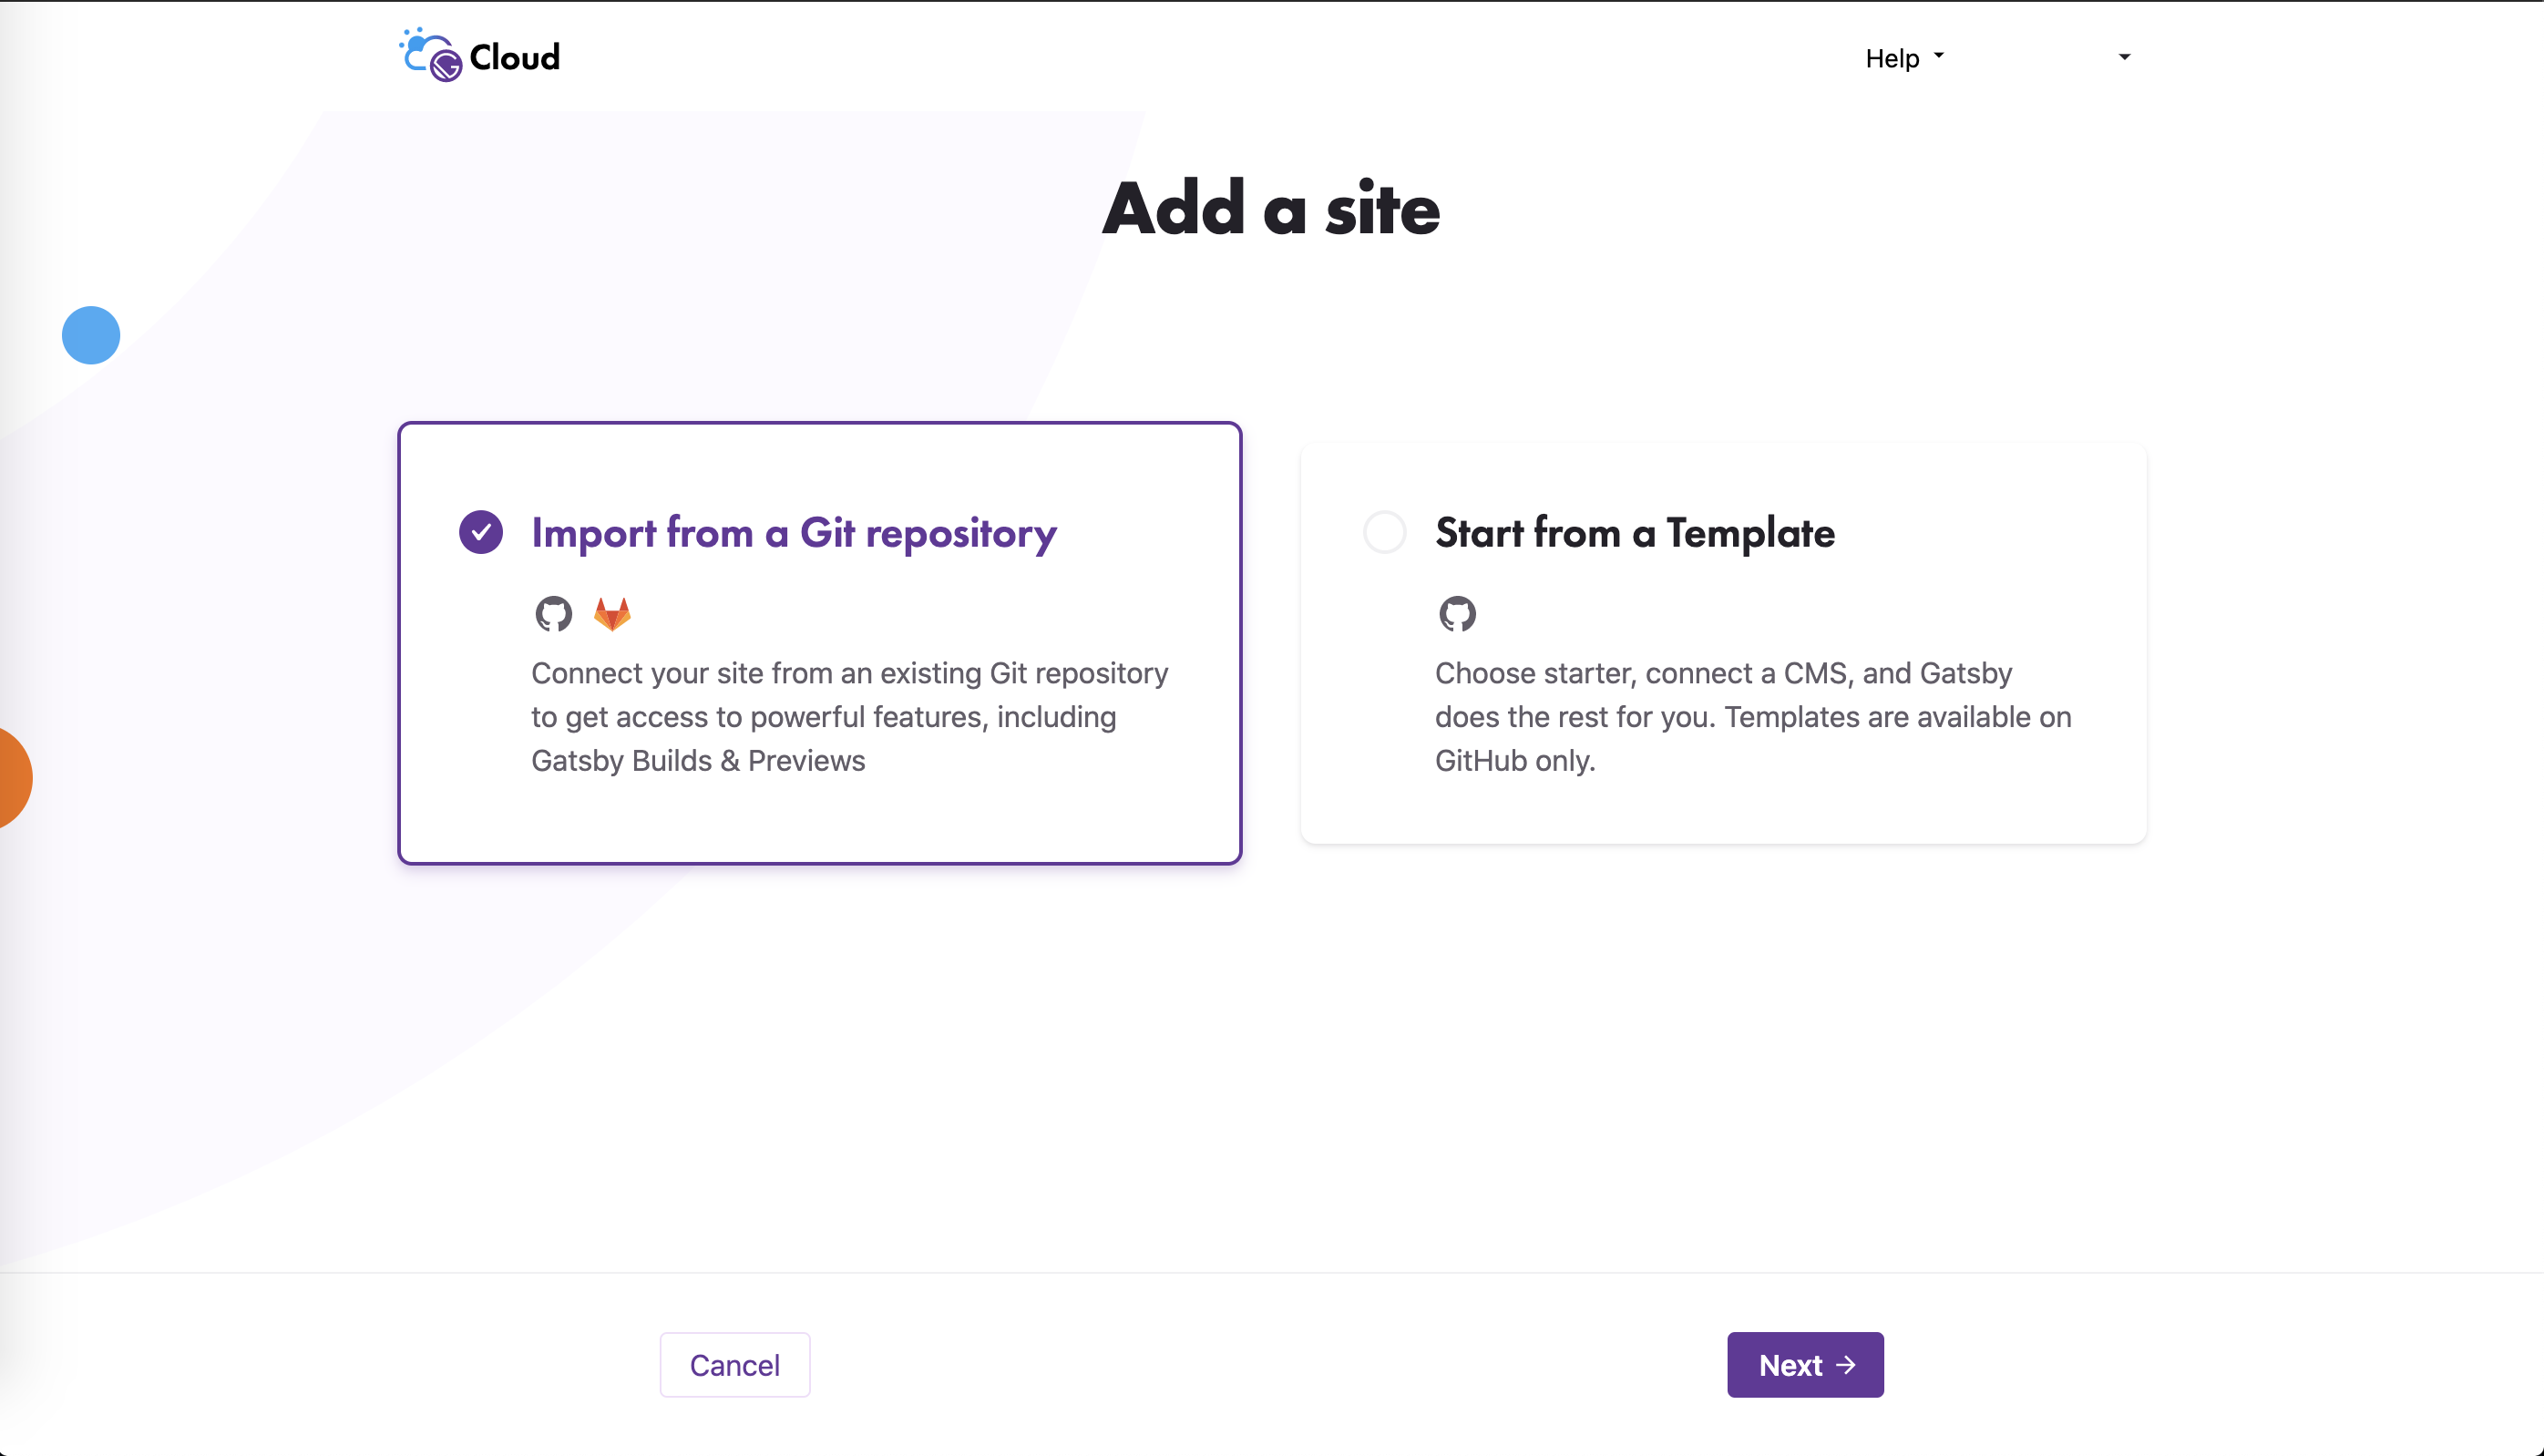 Cloud
Help
Add a site
Import from a Git repository
Connect your site from an existing Git repository
to get access to powerful features, including
Gatsby Builds & Previews
Start from a Template
Choose starter, connect a CMS, and Gatsby
does the rest for you. Templates are available on
GitHub only.
Cancel
Next →